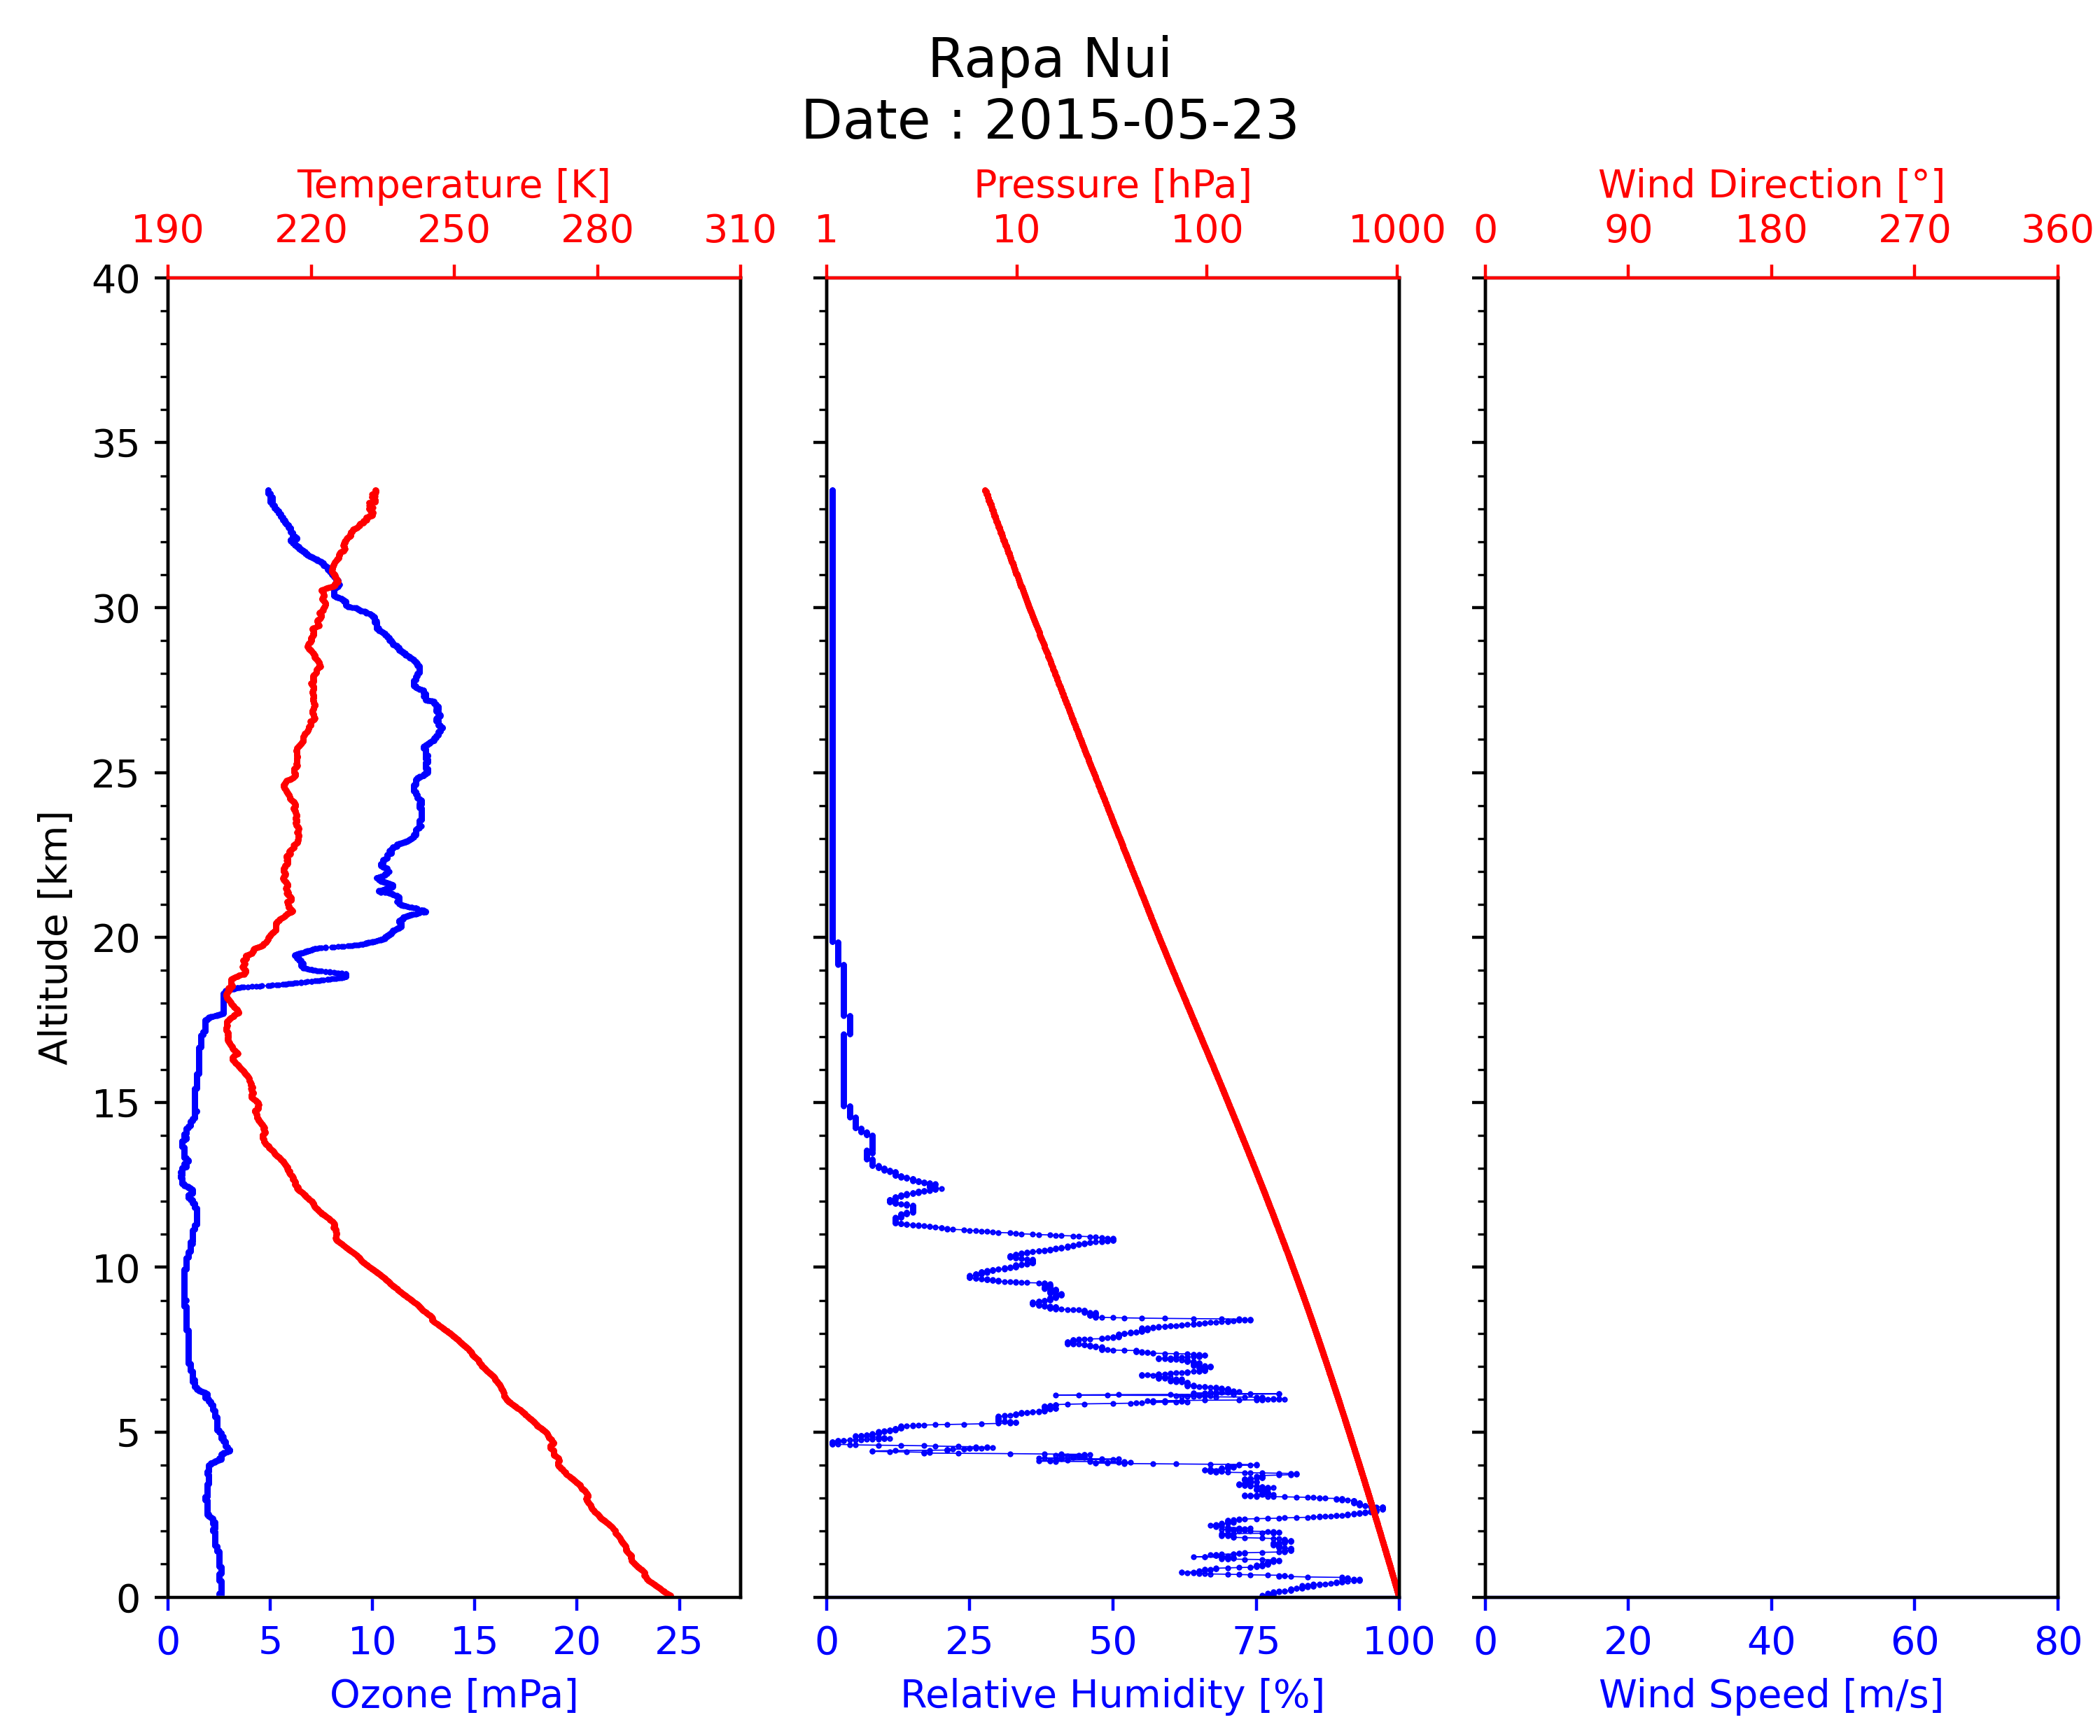 Rapa Nui
Date : 2015-05-23
Temperature [K]
190 220 250 280 310
Pressure [hPa]
1 10 100 1000
Wind Direction [°]
0 90 180 270 360
Altitude [km]
40
35
30
25
20
15
10
5
0
0 5 10 15 20 25
Ozone [mPa]
0 25 50 75 100
Relative Humidity [%]
0 20 40 60 80
Wind Speed [m/s]